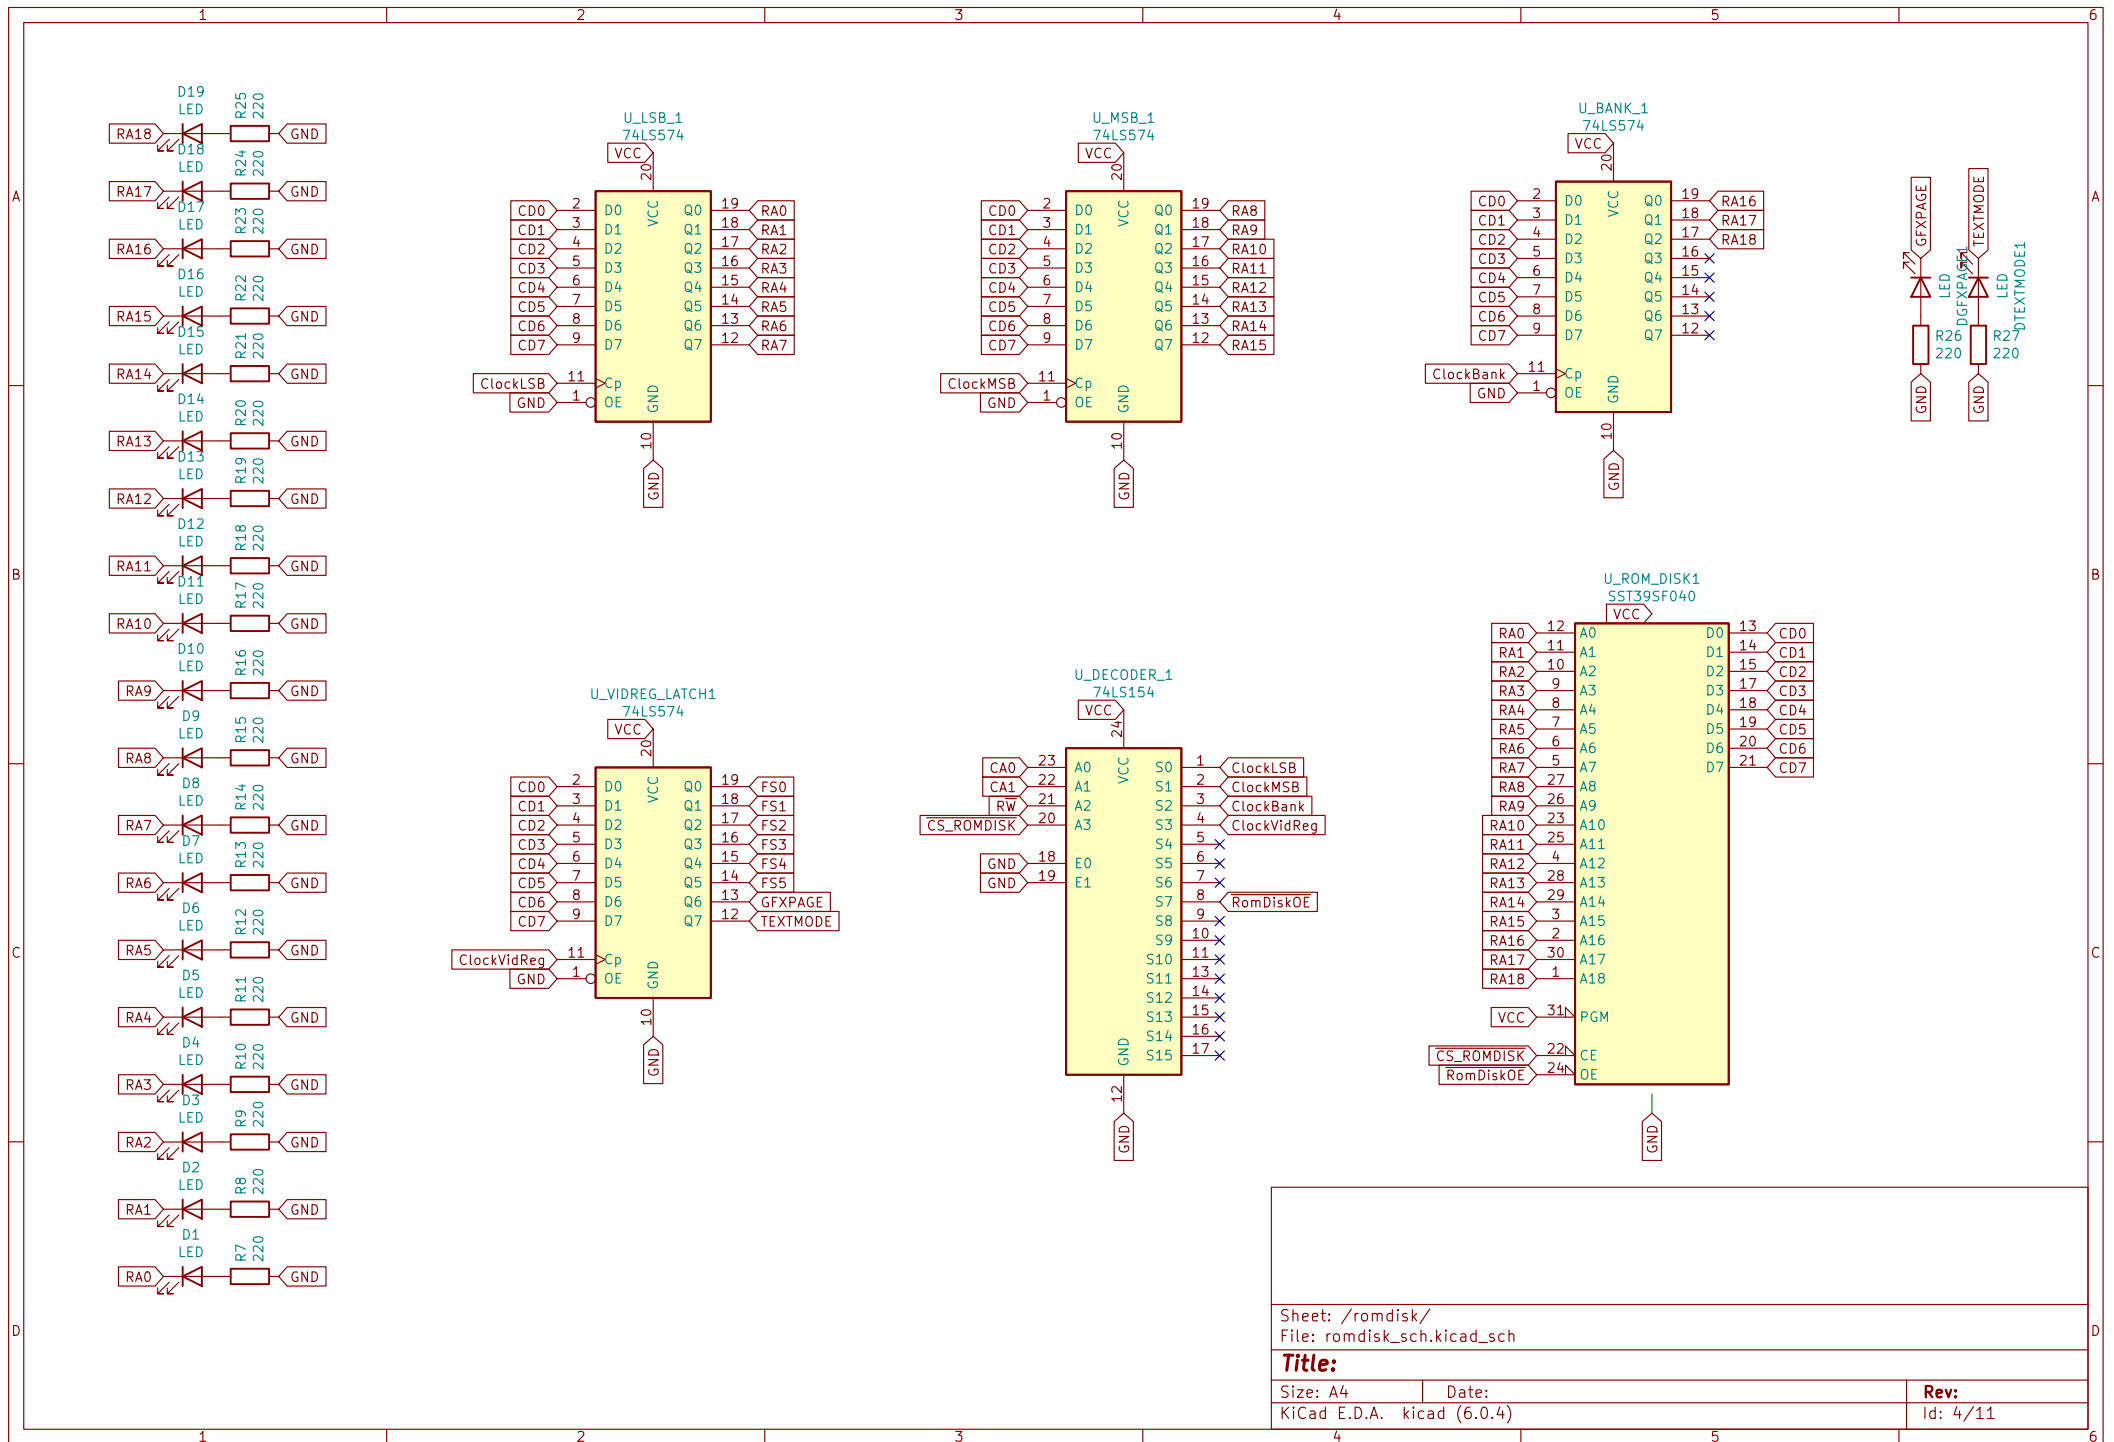 1 2 3 4 5 6
A
B
C
D
A
B
C
D
1 2 3 4 5 6
D19
LED
R25
220
RA18
GND
D18
LED
R24
220
RA17
GND
D17
LED
R23
220
RA16
GND
D16
LED
R22
220
RA15
GND
D15
LED
R21
220
RA14
GND
D14
LED
R20
220
RA13
GND
D13
LED
R19
220
RA12
GND
D12
LED
R18
220
RA11
GND
D11
LED
R17
220
RA10
GND
D10
LED
R16
220
RA9
GND
D9
LED
R15
220
RA8
GND
D8
LED
R14
220
RA7
GND
D7
LED
R13
220
RA6
GND
D6
LED
R12
220
RA5
GND
D5
LED
R11
220
RA4
GND
D4
LED
R10
220
RA3
GND
D3
LED
R9
220
RA2
GND
D2
LED
R8
220
RA1
GND
D1
LED
R7
220
RA0
GND
U_LSB_1
74LS574
VCC
20
VCC
CD0 2 D0 Q0 19 RA0
CD1 3 D1 Q1 18 RA1
CD2 4 D2 Q2 17 RA2
CD3 5 D3 Q3 16 RA3
CD4 6 D4 Q4 15 RA4
CD5 7 D5 Q5 14 RA5
CD6 8 D6 Q6 13 RA6
CD7 9 D7 Q7 12 RA7
ClockLSB 11 Cp
GND 1 OE
GND
10
GND
U_MSB_1
74LS574
VCC
20
VCC
CD0 2 D0 Q0 19 RA8
CD1 3 D1 Q1 18 RA9
CD2 4 D2 Q2 17 RA10
CD3 5 D3 Q3 16 RA11
CD4 6 D4 Q4 15 RA12
CD5 7 D5 Q5 14 RA13
CD6 8 D6 Q6 13 RA14
CD7 9 D7 Q7 12 RA15
ClockMSB 11 Cp
GND 1 OE
GND
10
GND
U_BANK_1
74LS574
VCC
20
VCC
CD0 2 D0 Q0 19 RA16
CD1 3 D1 Q1 18 RA17
CD2 4 D2 Q2 17 RA18
CD3 5 D3 Q3 16
CD4 6 D4 Q4 15
CD5 7 D5 Q5 14
CD6 8 D6 Q6 13
CD7 9 D7 Q7 12
ClockBank 11 Cp
GND 1 OE
GND
10
GND
GFXPAGE
LED
DGFXPAGE1
R26
220
GND
TEXTMODE
LED
DTEXTMODE1
R27
220
GND
U_VIDREG_LATCH1
74LS574
VCC
20
VCC
CD0 2 D0 Q0 19 FS0
CD1 3 D1 Q1 18 FS1
CD2 4 D2 Q2 17 FS2
CD3 5 D3 Q3 16 FS3
CD4 6 D4 Q4 15 FS4
CD5 7 D5 Q5 14 FS5
CD6 8 D6 Q6 13 GFXPAGE
CD7 9 D7 Q7 12 TEXTMODE
ClockVidReg 11 Cp
GND 1 OE
GND
10
GND
U_DECODER_1
74LS154
VCC
24
VCC
CA0 23 A0 S0 1 ClockLSB
CA1 22 A1 S1 2 ClockMSB
RW 21 A2 S2 3 ClockBank
CS_ROMDISK 20 A3 S3 4 ClockVidReg
S4 5
GND 18 E0 S5 6
GND 19 E1 S6 7
S7 8 RomDiskOE
S8 9
S9 10
S10 11
S11 13
S12 14
S13 15
S14 16
S15 17
GND
12
GND
U_ROM_DISK1
SST39SF040
VCC
RA0 12 A0 D0 13 CD0
RA1 11 A1 D1 14 CD1
RA2 10 A2 D2 15 CD2
RA3 9 A3 D3 17 CD3
RA4 8 A4 D4 18 CD4
RA5 7 A5 D5 19 CD5
RA6 6 A6 D6 20 CD6
RA7 5 A7 D7 21 CD7
RA8 27 A8
RA9 26 A9
RA10 23 A10
RA11 25 A11
RA12 4 A12
RA13 28 A13
RA14 29 A14
RA15 3 A15
RA16 2 A16
RA17 30 A17
RA18 1 A18
VCC 31 PGM
CS_ROMDISK 22 CE
RomDiskOE 24 OE
GND
Sheet: /romdisk/
File: romdisk_sch.kicad_sch
Title:
Size: A4 Date: Rev:
KiCad E.D.A. kicad (6.0.4) Id: 4/11